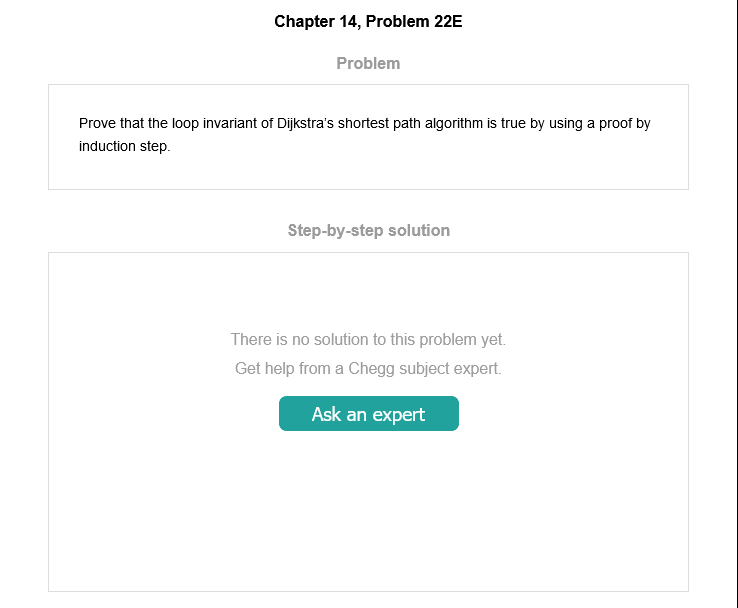 Chapter 14, Problem 22E
Problem
Prove that the loop invariant of Dijkstra's shortest path algorithm is true by using a proof by
induction step.
Step-by-step solution
There is no solution to this problem yet.
Get help from a Chegg subject expert.
Ask an expert